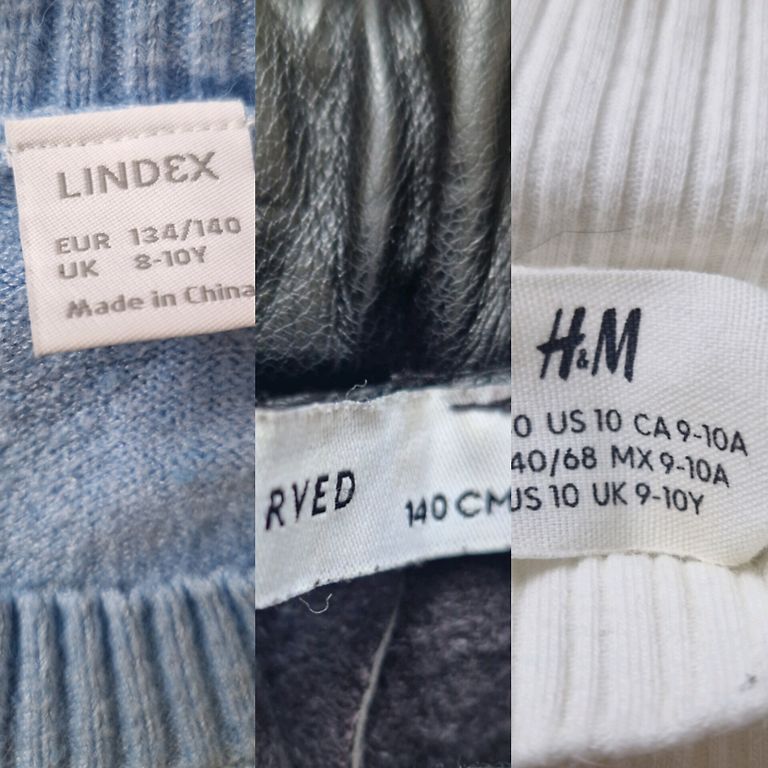 LINDEX
EUR 134/140
UK 8-10Y
Made in China
RVED
140 CM
H&M
0 US 10 CA 9-10A
40/68 MX 9-10A
US 10 UK 9-10Y